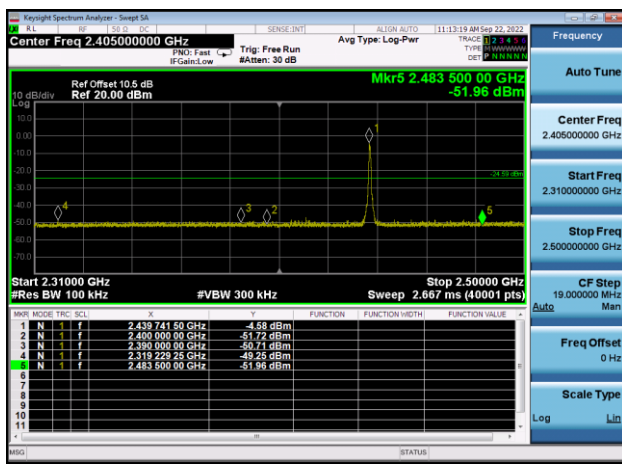 Keysight Spectrum Analyzer - Swept SA
RL RF 50 Ω DC SENSE:INT ALIGN AUTO 11:13:19 AM Sep 22, 2022
Center Freq 2.405000000 GHz
PNO: Fast
IFGain:Low
Trig: Free Run
#Atten: 30 dB
Avg Type: Log-Pwr
TRACE 1 2 3 4 5 6
TYPE M WWWWW
DET P N N N N N
Ref Offset 10.5 dB
Ref 20.00 dBm
10 dB/div
Log
Mkr5 2.483 500 00 GHz
-51.96 dBm
10.0
0.00
-10.0
-20.0
-30.0
-40.0
-50.0
-60.0
-70.0
1
-24.59 dBm
4
3
2
5
Start 2.31000 GHz Stop 2.50000 GHz
#Res BW 100 kHz #VBW 300 kHz Sweep 2.667 ms (40001 pts)
MKR MODE TRC SCL X Y FUNCTION FUNCTION WIDTH FUNCTION VALUE
1 N 1 f 2.439 741 50 GHz -4.58 dBm
2 N 1 f 2.400 000 00 GHz -51.72 dBm
3 N 1 f 2.390 000 00 GHz -50.71 dBm
4 N 1 f 2.319 229 25 GHz -49.25 dBm
5 N 1 f 2.483 500 00 GHz -51.96 dBm
6
7
8
9
10
11
MSG STATUS
Frequency
Auto Tune
Center Freq
2.405000000 GHz
Start Freq
2.310000000 GHz
Stop Freq
2.500000000 GHz
CF Step
19.000000 MHz
Auto Man
Freq Offset
0 Hz
Scale Type
Log Lin